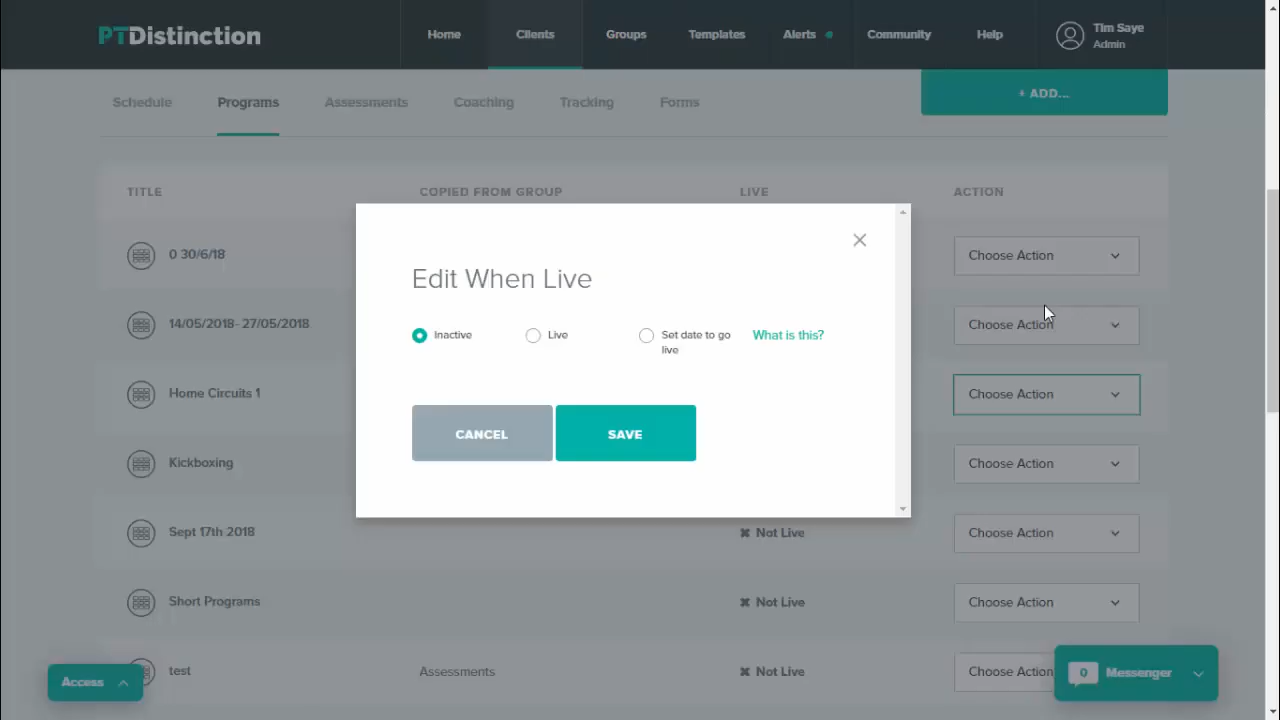 PTDistinction
Home
Clients
Groups
Templates
Alerts
Community
Help
Tim Saye
Admin
Schedule
Programs
Assessments
Coaching
Tracking
Forms
+ ADD...
TITLE
COPIED FROM GROUP
LIVE
ACTION
0 30/6/18
Choose Action
14/05/2018- 27/05/2018
Choose Action
Home Circuits 1
Choose Action
Kickboxing
Choose Action
Sept 17th 2018
Not Live
Choose Action
Short Programs
Not Live
Choose Action
test
Assessments
Not Live
Choose Action
Edit When Live
Inactive
Live
Set date to go
live
What is this?
CANCEL
SAVE
Access
0
Messenger